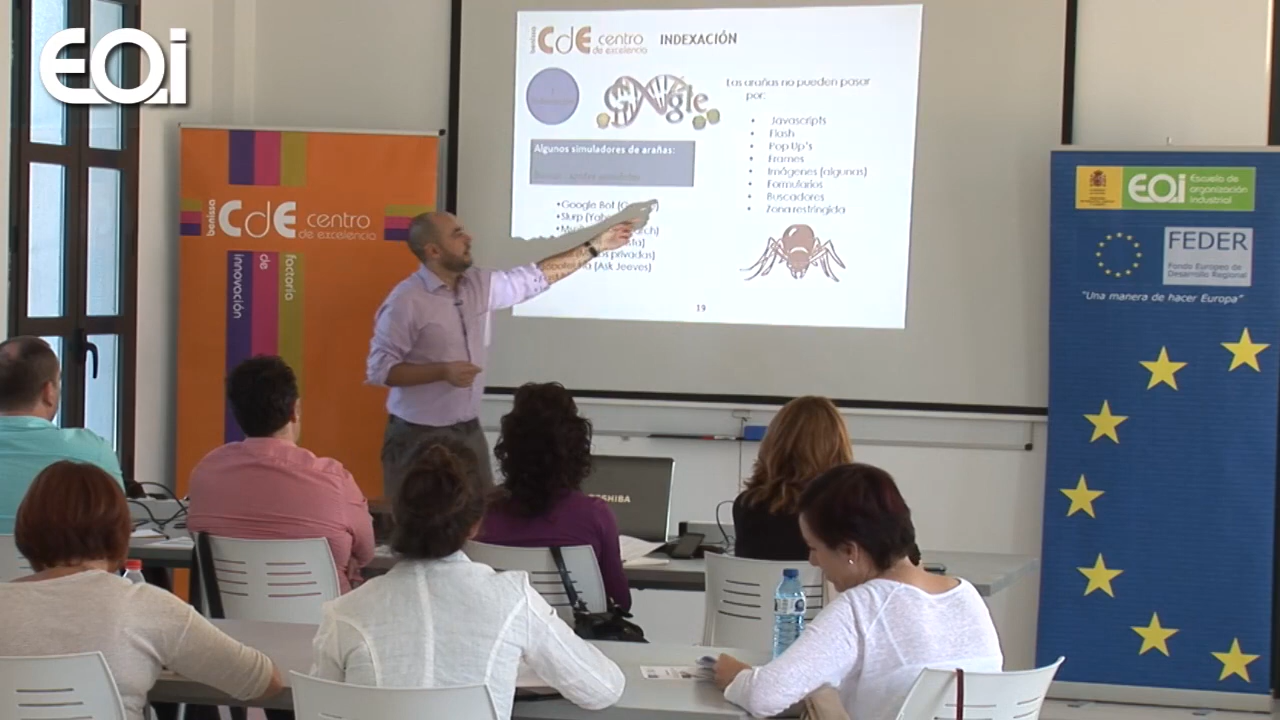 EOi
benissa
CdE centro
de excelencia
innovación
de
factoría
benissa
CdE centro
de excelencia
INDEXACIÓN
Google
Algunos simuladores de arañas:
•Google Bot
•Slurp
(Ask Jeeves)
Las arañas no pueden pasar
por:
• Javascripts
• Flash
• Pop Up's
• Frames
• Imágenes (algunas)
• Formularios
• Buscadores
• Zona restringida
19
TOSHIBA
EOi Escuela de
organización
industrial
FEDER
Fondo Europeo de
Desarrollo Regional
"Una manera de hacer Europa"